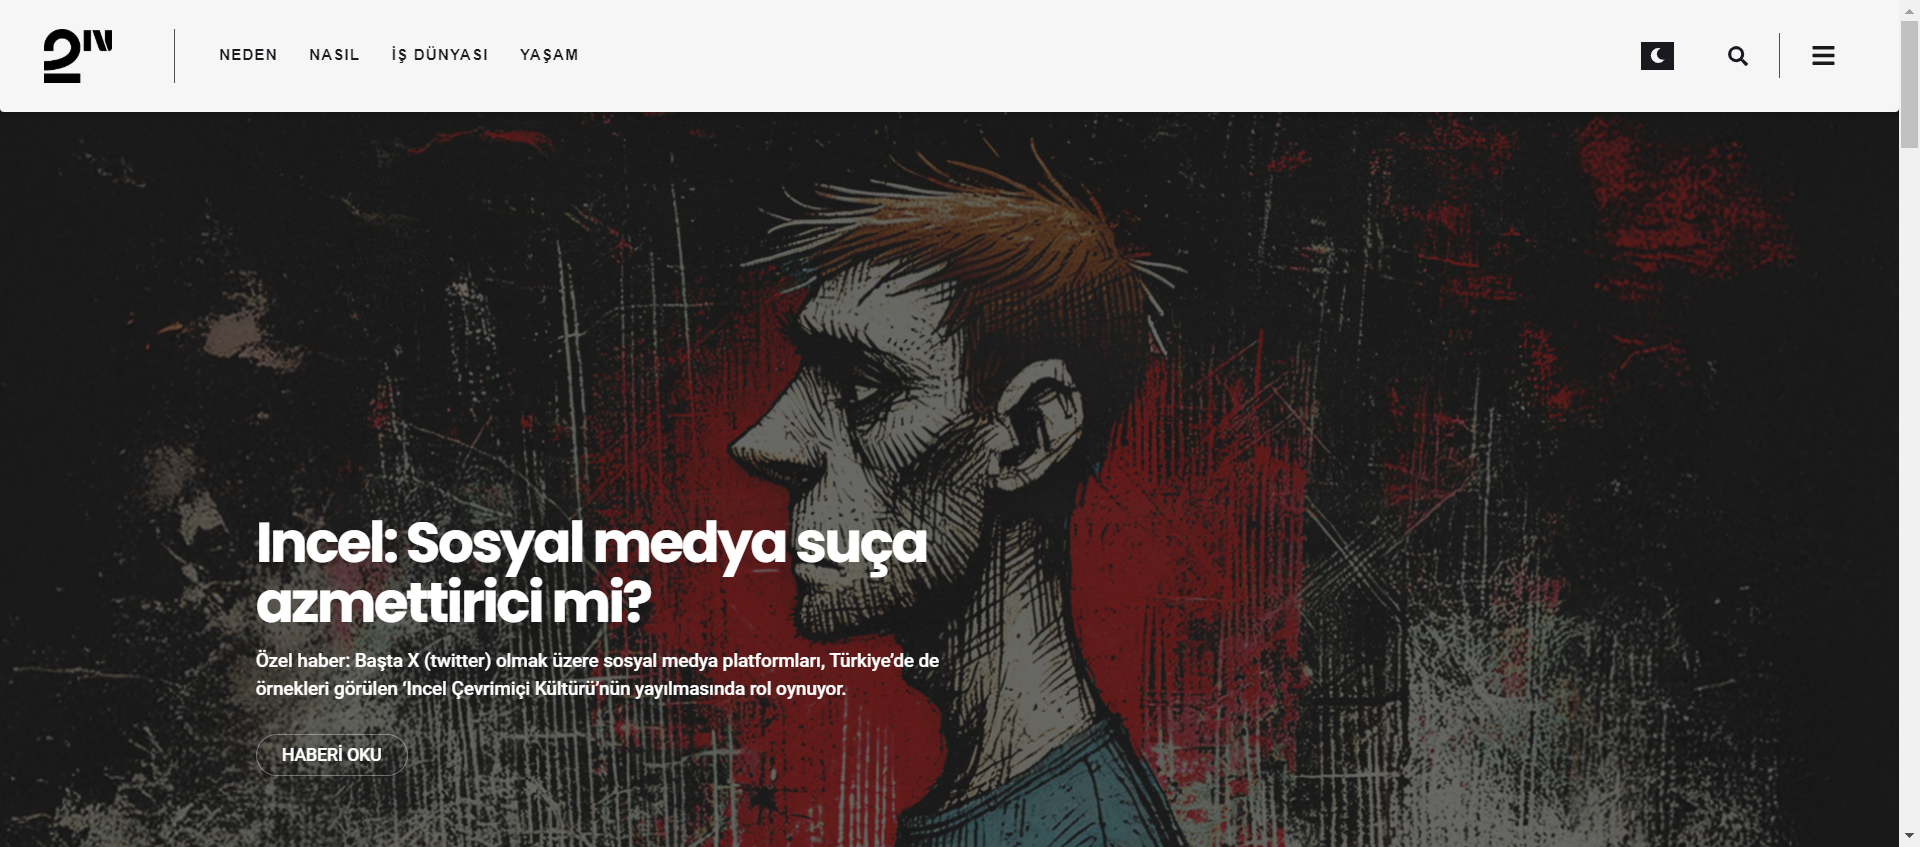 2N
NEDEN NASIL İŞ DÜNYASI YAŞAM
Incel: Sosyal medya suça
azmettirici mi?
Özel haber: Başta X (twitter) olmak üzere sosyal medya platformları, Türkiye’de de
örnekleri görülen ‘Incel Çevrimiçi Kültürü’nün yayılmasında rol oynuyor.
HABERİ OKU